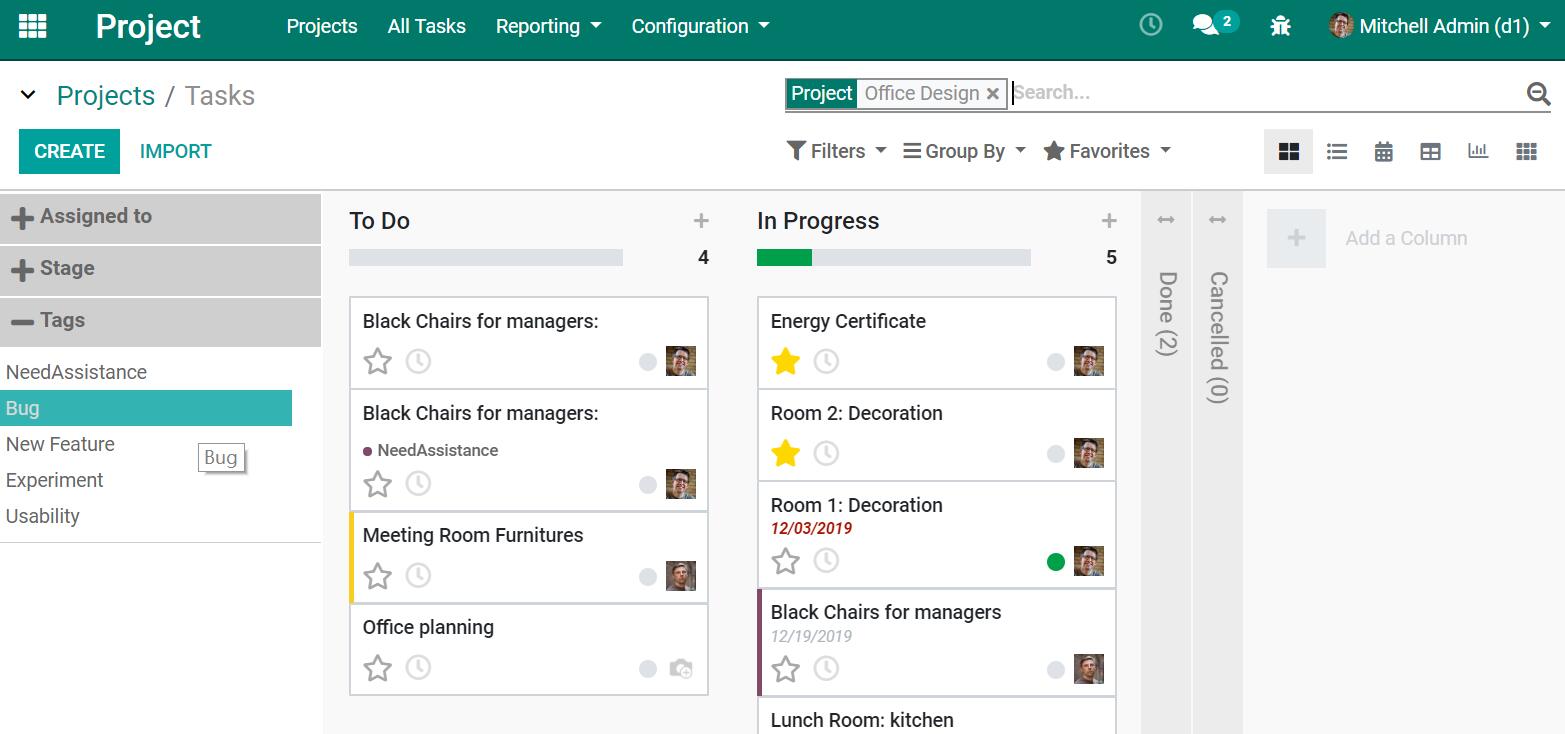 Project Projects All Tasks Reporting Configuration 2 Mitchell Admin (d1)
Projects / Tasks
Project Office Design Search...
CREATE IMPORT
Filters Group By Favorites
Assigned to
Stage
Tags
NeedAssistance
Bug
New Feature
Bug
Experiment
Usability
To Do
4
Black Chairs for managers:
Black Chairs for managers:
NeedAssistance
Meeting Room Furnitures
Office planning
In Progress
5
Energy Certificate
Room 2: Decoration
Room 1: Decoration
12/03/2019
Black Chairs for managers
12/19/2019
Lunch Room: kitchen
Done (2)
Cancelled (0)
Add a Column